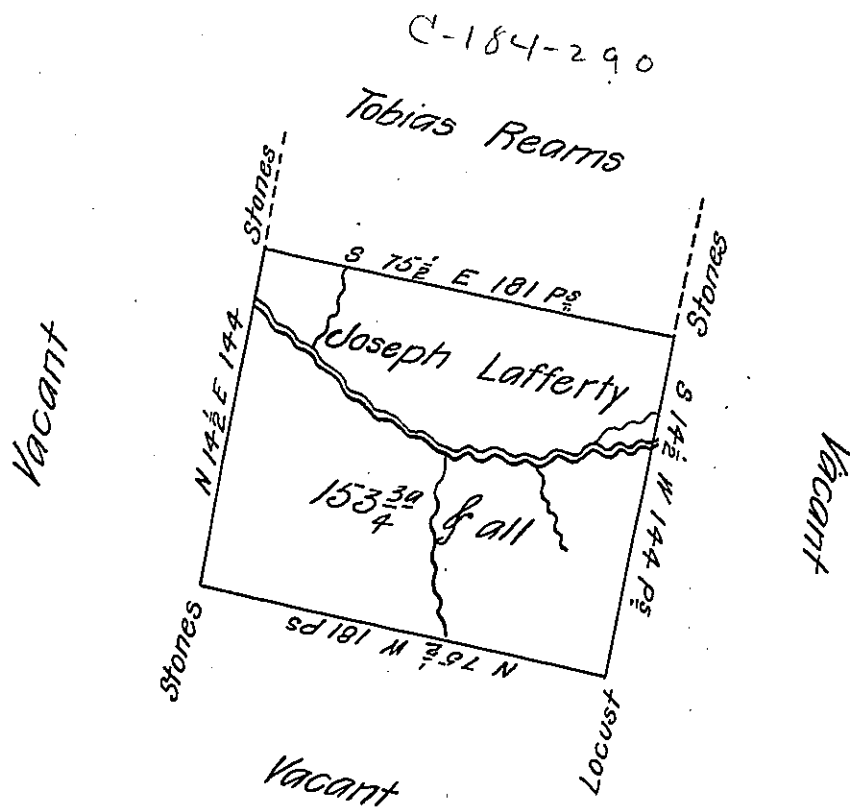 C-184-290
Tobias Reams
Stones
Stones
S 75½ E 181 Ps
Joseph Lafferty
N 14½ E 144
S 14½ W 144 Ps
Vacant
Vacant
153¾a & all
N 75½ W 181 Ps
Stones
Locust
Vacant